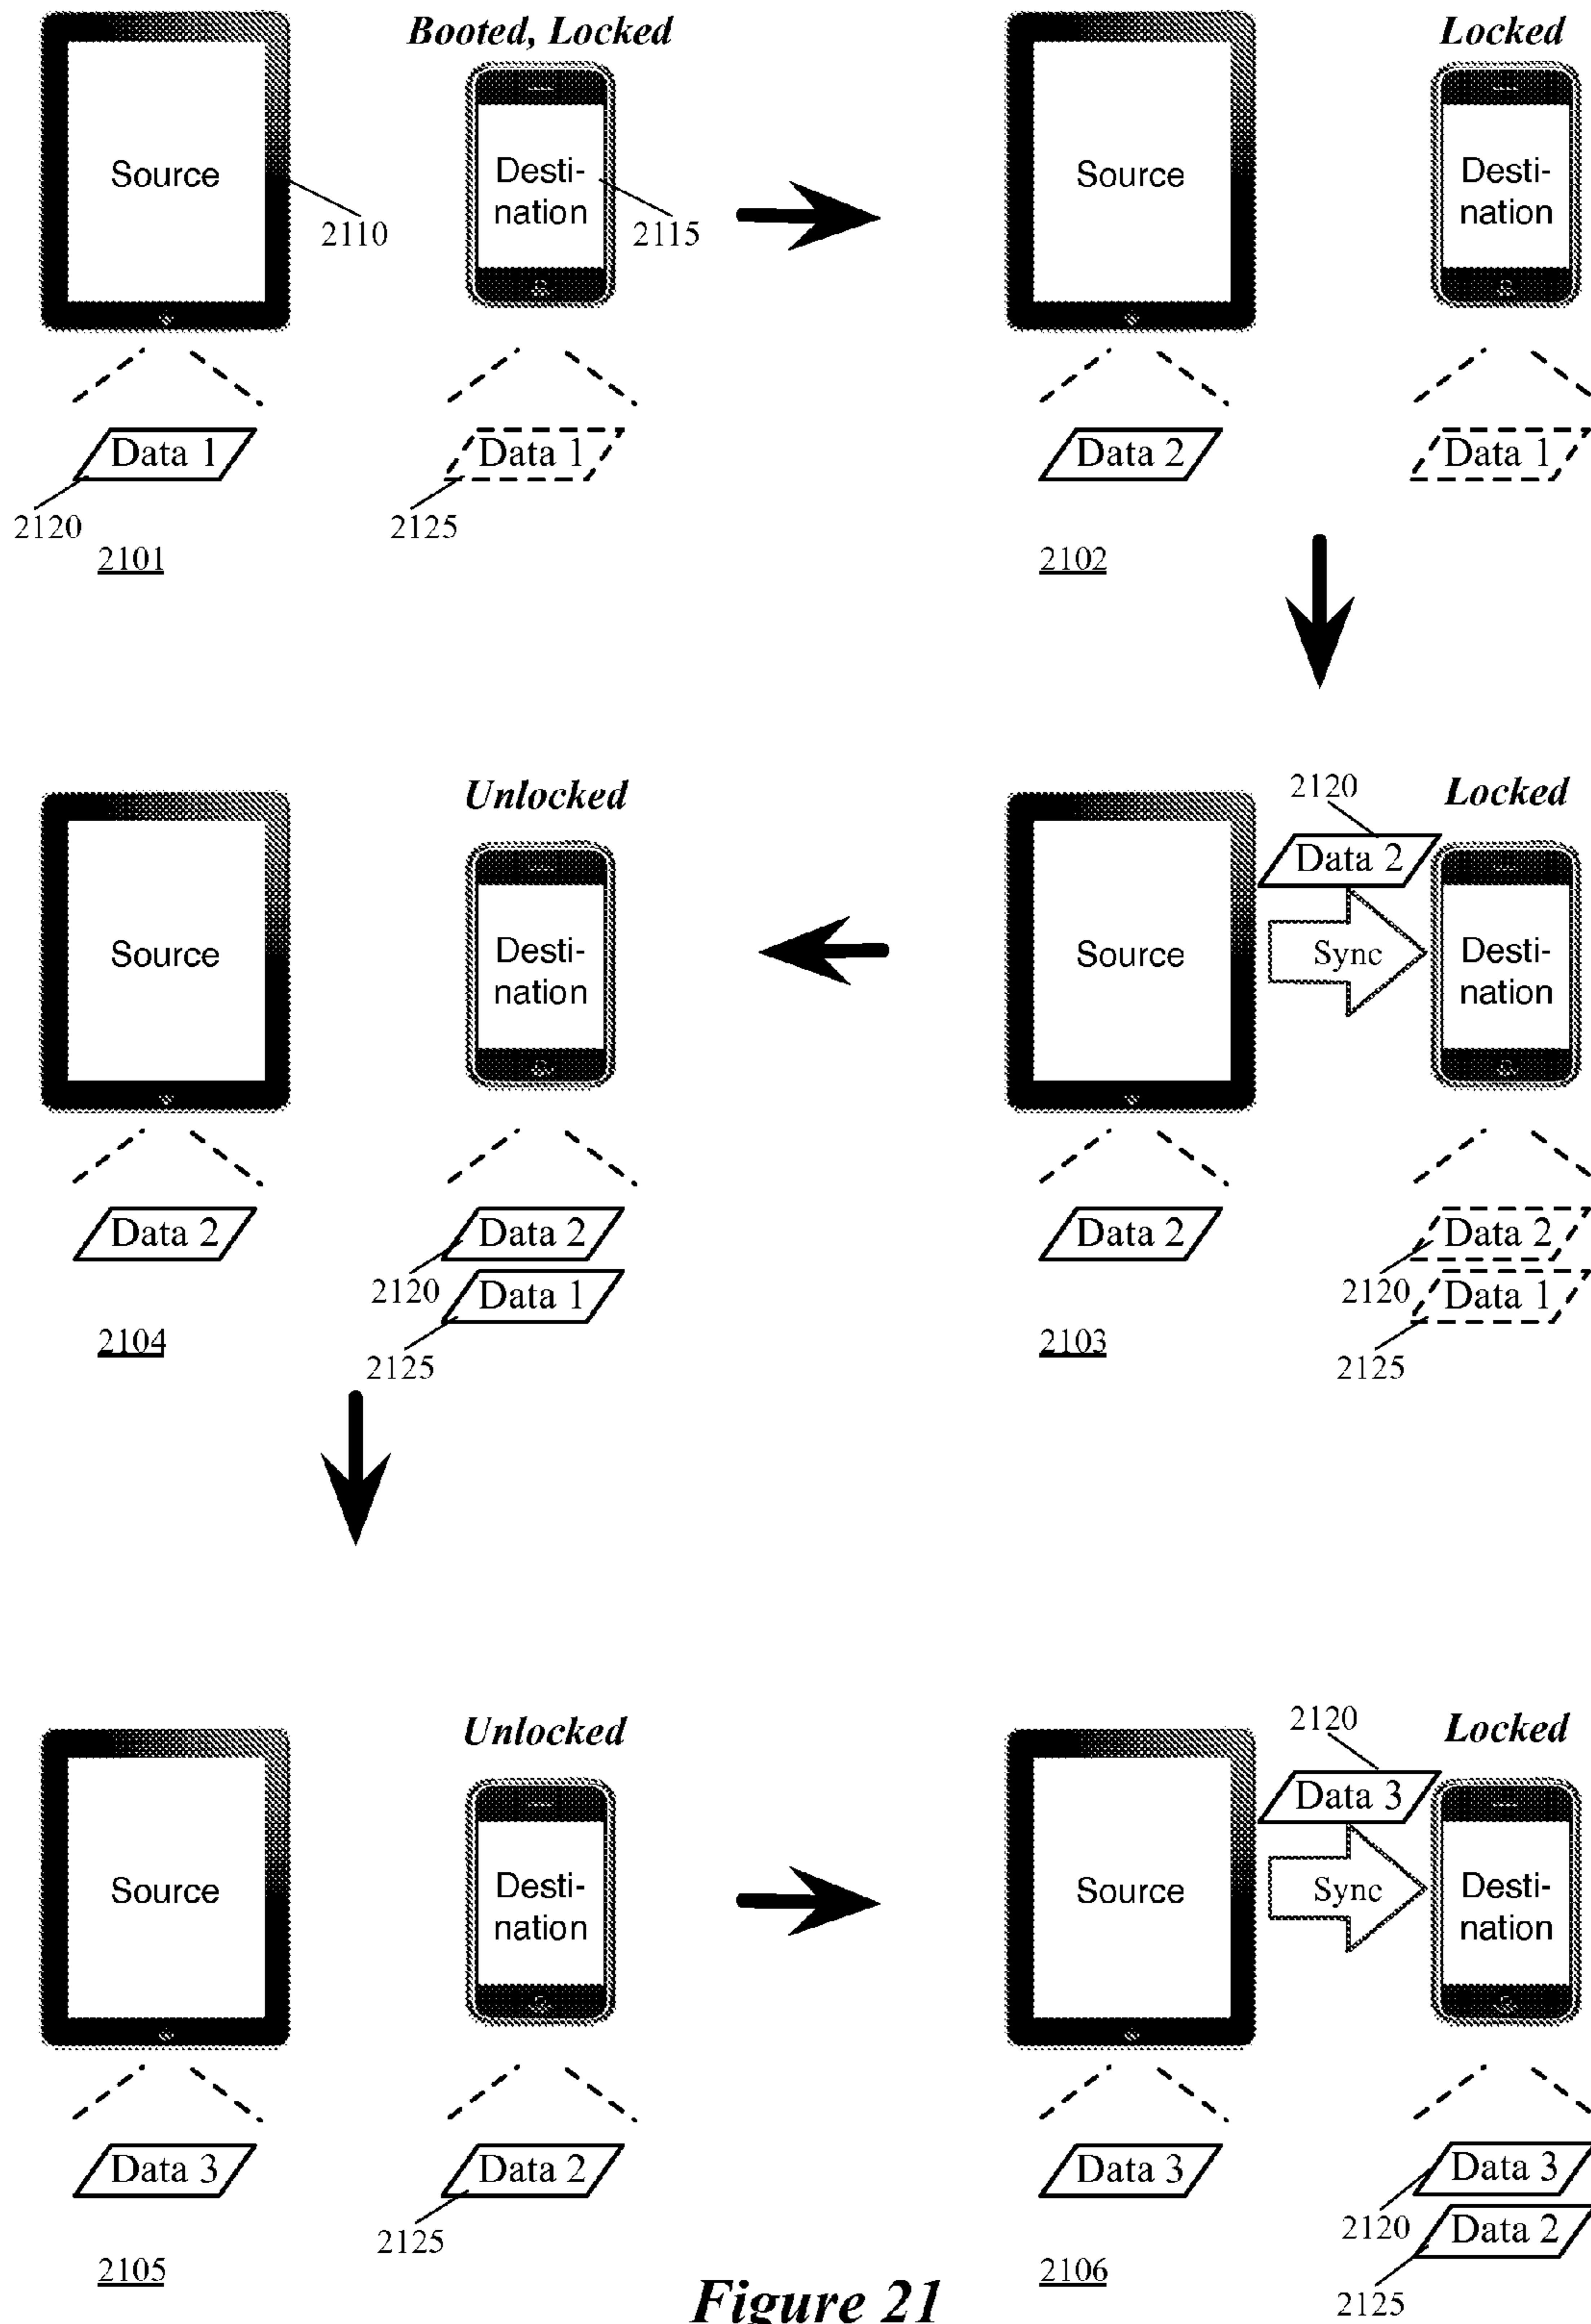 Booted, Locked
Source
Desti-
nation
2110
2115
Data 1
Data 1
2120
2125
2101
Locked
Source
Desti-
nation
Data 2
Data 1
2102
2120
Locked
Data 2
Source
Sync
Desti-
nation
Data 2
Data 2
2120
Data 1
2103
2125
Unlocked
Source
Desti-
nation
Data 2
Data 2
2120
Data 1
2104
2125
Unlocked
Source
Desti-
nation
Data 3
Data 2
2125
2105
2120
Locked
Data 3
Source
Sync
Desti-
nation
Data 3
Data 3
2120
Data 2
2106
2125
Figure 21